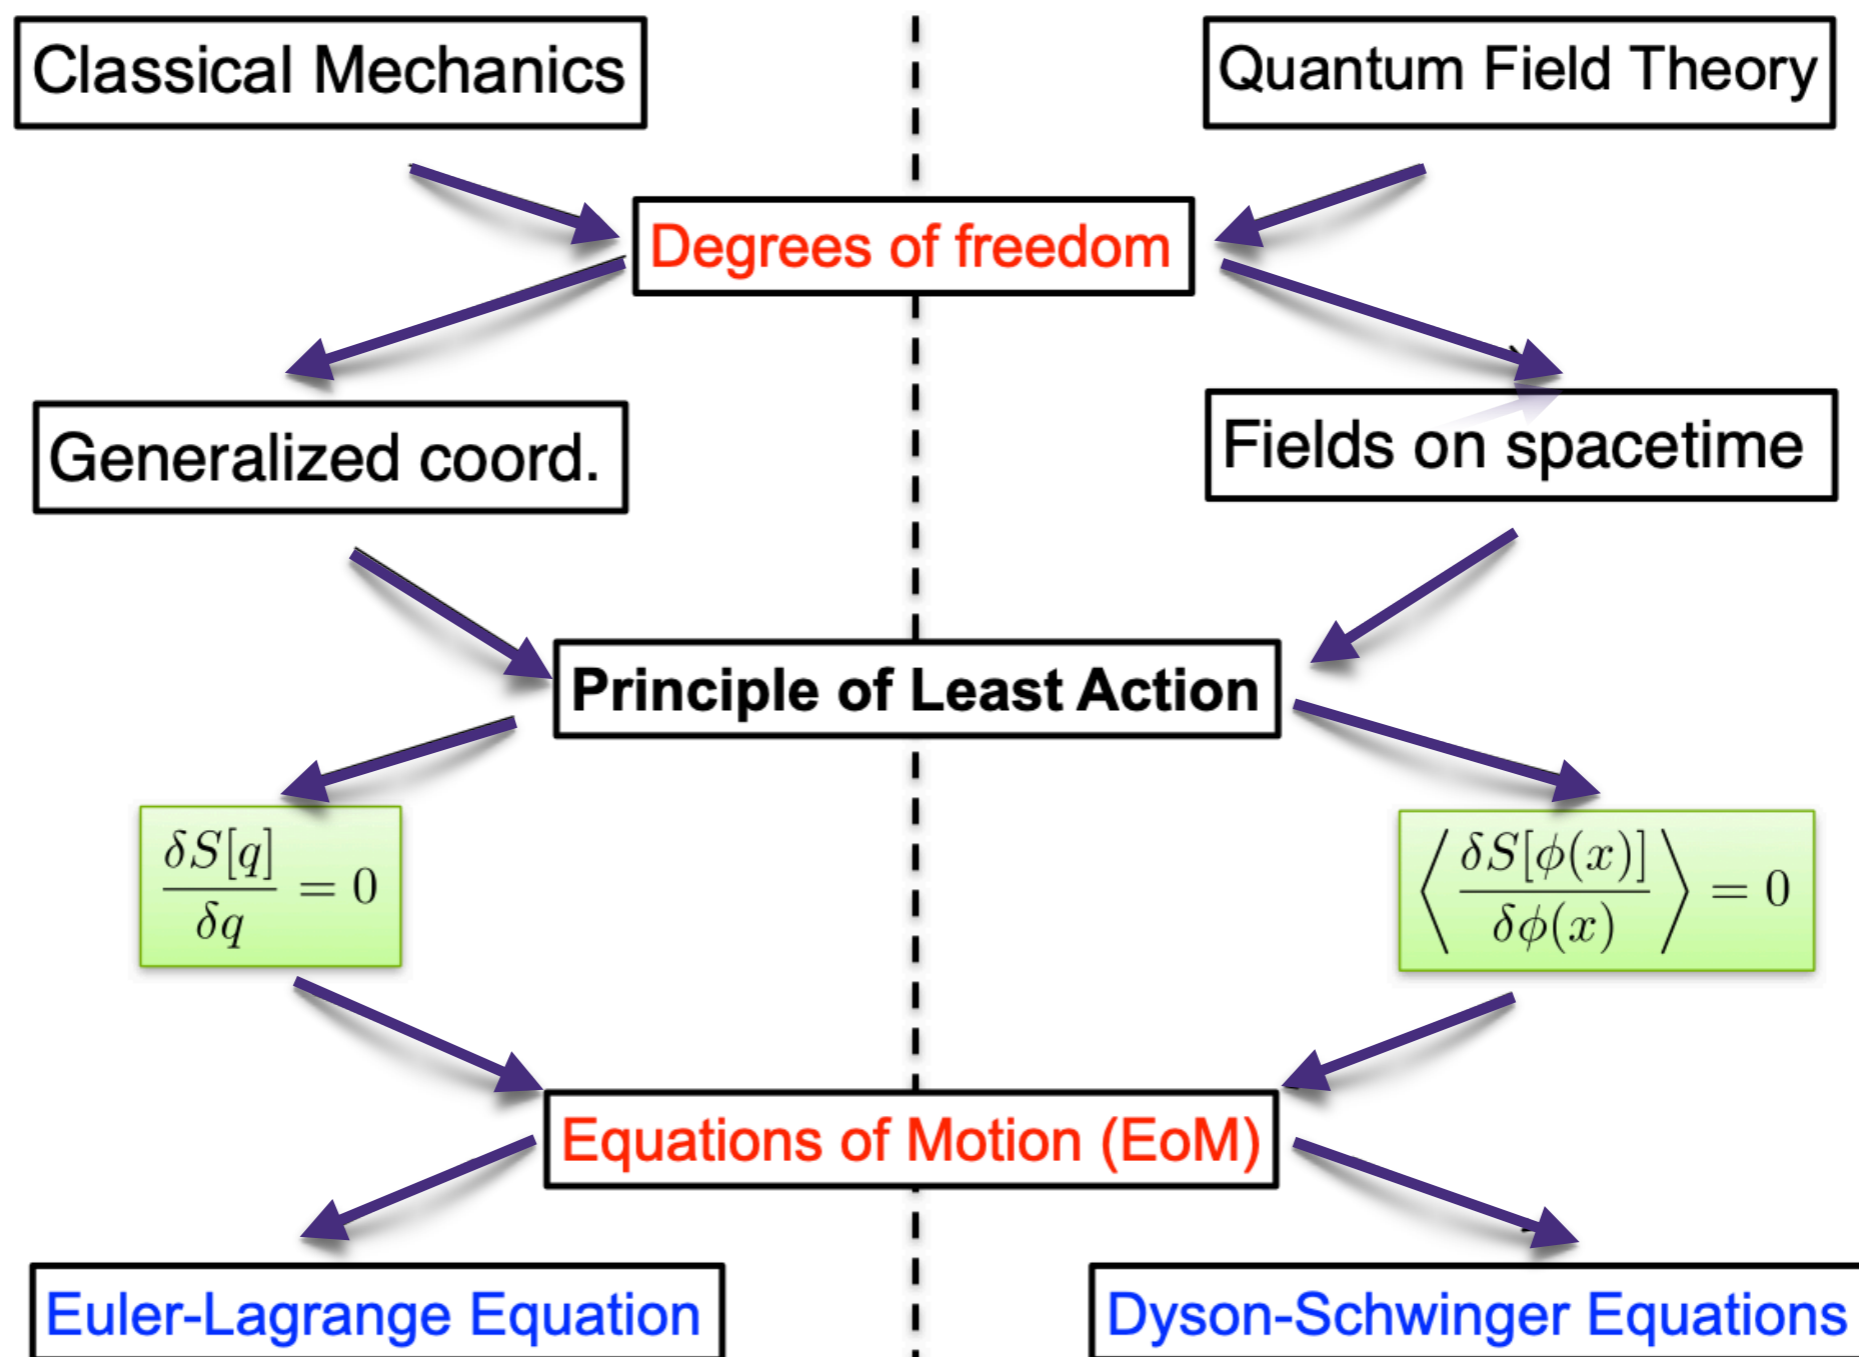 Classical Mechanics
Quantum Field Theory
Degrees of freedom
Generalized coord.
Fields on spacetime
Principle of Least Action
δS[q]/δq = 0
⟨δS[ϕ(x)]/δϕ(x)⟩ = 0
Equations of Motion (EoM)
Euler-Lagrange Equation
Dyson-Schwinger Equations